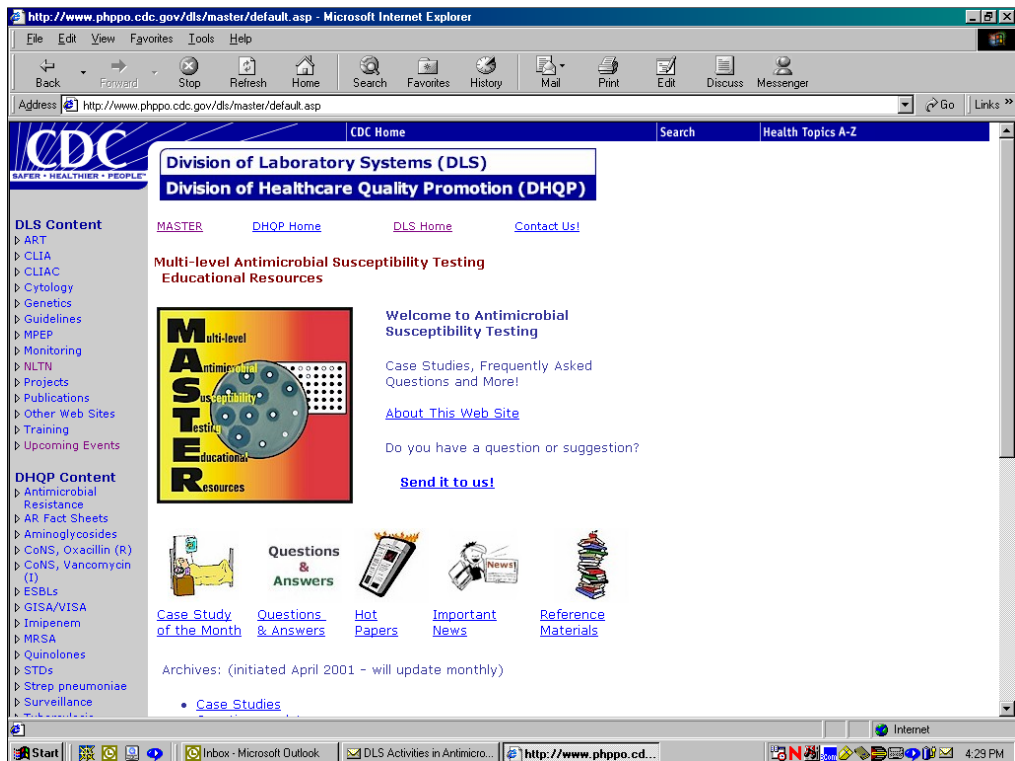 http://www.phppo.cdc.gov/dls/master/default.asp - Microsoft Internet Explorer
File Edit View Favorites Tools Help
Back Forward Stop Refresh Home Search Favorites History Mail Print Edit Discuss Messenger
Address http://www.phppo.cdc.gov/dls/master/default.asp Go Links »
CDC Home Search Health Topics A-Z
CDC
SAFER • HEALTHIER • PEOPLE™
Division of Laboratory Systems (DLS)
Division of Healthcare Quality Promotion (DHQP)
MASTER DHQP Home DLS Home Contact Us!
DLS Content
ART
CLIA
CLIAC
Cytology
Genetics
Guidelines
MPEP
Monitoring
NLTN
Projects
Publications
Other Web Sites
Training
Upcoming Events
DHQP Content
Antimicrobial
Resistance
AR Fact Sheets
Aminoglycosides
CoNS, Oxacillin (R)
CoNS, Vancomycin
(I)
ESBLs
GISA/VISA
Imipenem
MRSA
Quinolones
STDs
Strep pneumoniae
Surveillance
Multi-level Antimicrobial Susceptibility Testing
Educational Resources
Multi-level
Antimicrobial
Susceptibility
Testing
Educational
Resources
Welcome to Antimicrobial
Susceptibility Testing
Case Studies, Frequently Asked
Questions and More!
About This Web Site
Do you have a question or suggestion?
Send it to us!
Questions
&
Answers
News!
Case Study
of the Month
Questions
& Answers
Hot
Papers
Important
News
Reference
Materials
Archives: (initiated April 2001 - will update monthly)
• Case Studies
Internet
Start Inbox - Microsoft Outlook DLS Activities in Antimicro... http://www.phppo.cd... 4:29 PM